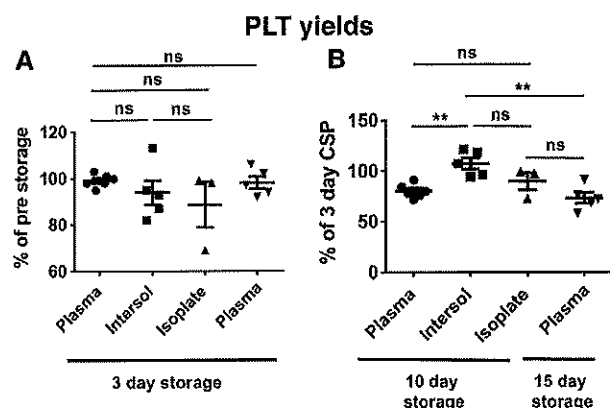 PLT yields
A
ns
ns
ns
ns
% of pre storage
120
100
80
60
Plasma
Intersol
Isoplate
Plasma
3 day storage
B
ns
**
**
ns
ns
% of 3 day CSP
150
100
50
0
Plasma
Intersol
Isoplate
Plasma
10 day
storage
15 day
storage